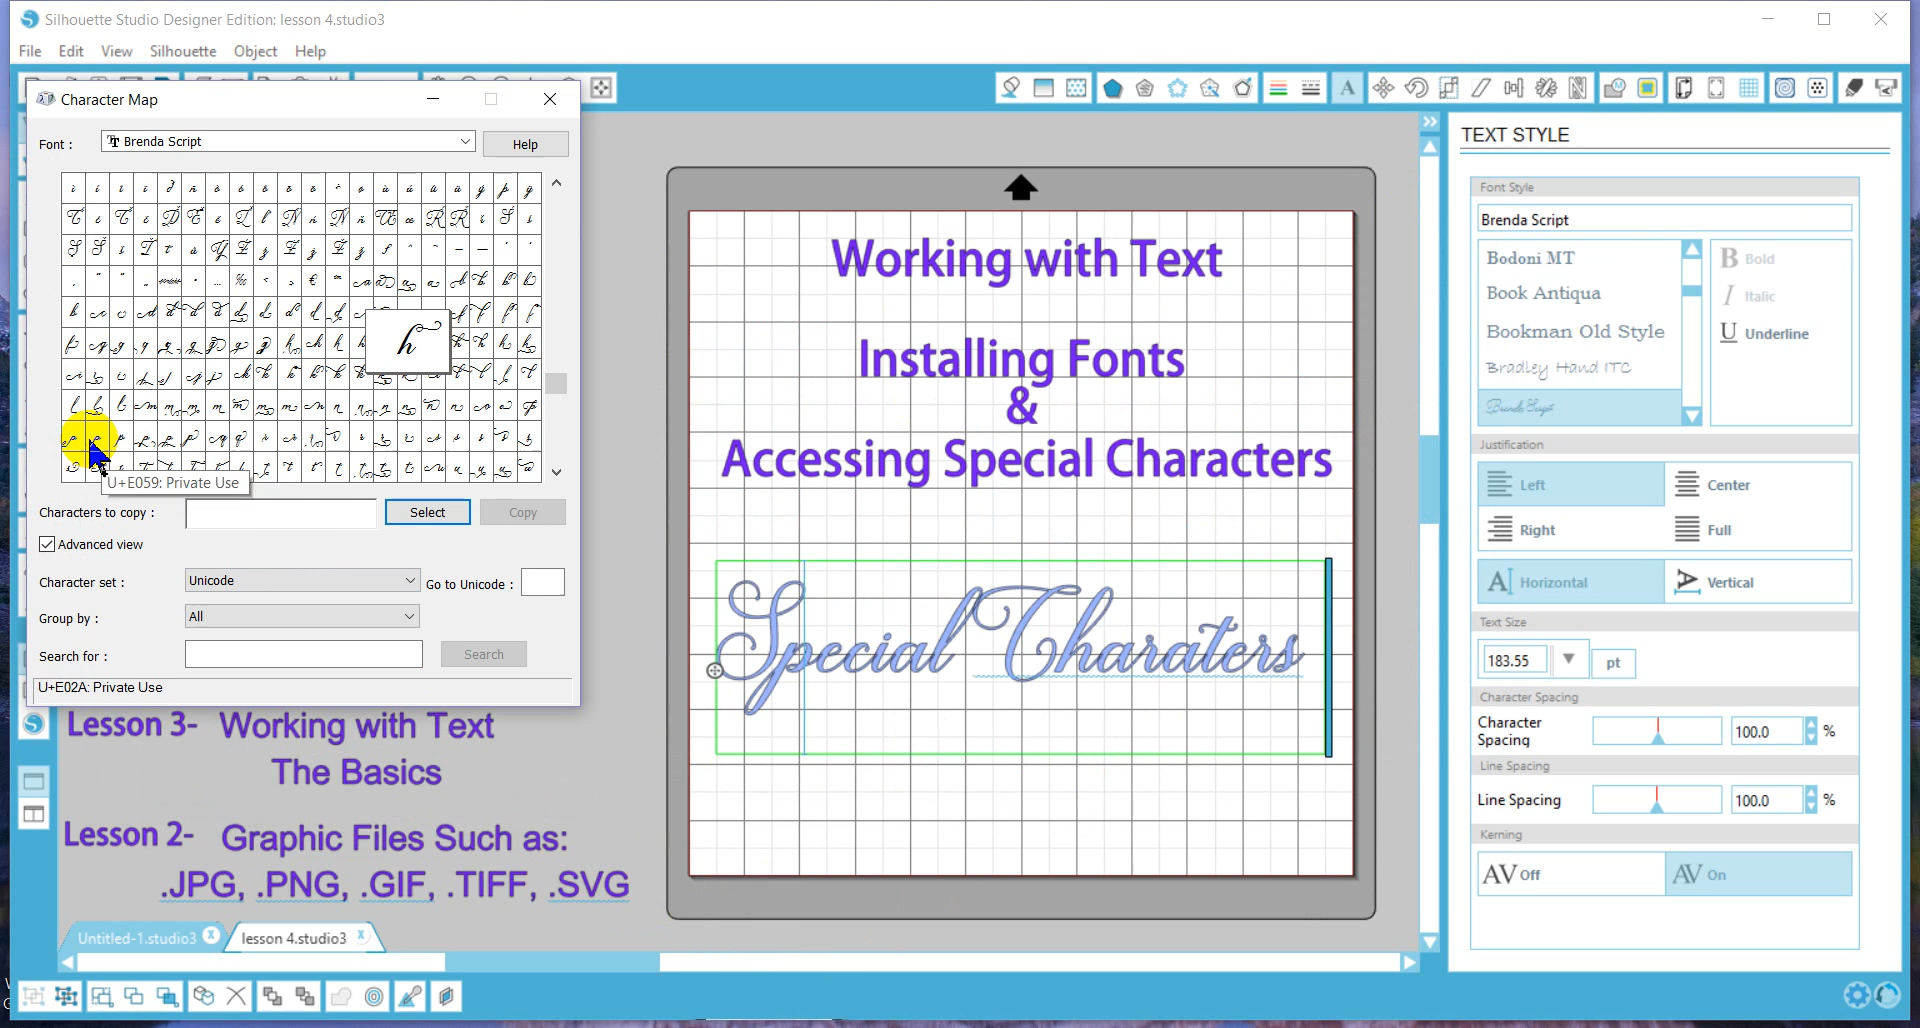 Silhouette Studio Designer Edition: lesson 4.studio3
File Edit View Silhouette Object Help
Character Map
Font : Brenda Script Help
U+E059: Private Use
Characters to copy : Select Copy
Advanced view
Character set : Unicode Go to Unicode :
Group by : All
Search for : Search
U+E02A: Private Use
Working with Text
Installing Fonts
&
Accessing Special Characters
Special Charaters
Lesson 3- Working with Text
The Basics
Lesson 2- Graphic Files Such as:
.JPG, .PNG, .GIF, .TIFF, .SVG
Untitled-1.studio3 lesson 4.studio3
TEXT STYLE
Font Style
Brenda Script
Bodoni MT
Book Antiqua
Bookman Old Style
Bradley Hand ITC
Brenda Script
B Bold
I Italic
U Underline
Justification
Left Center
Right Full
Horizontal Vertical
Text Size
183.55 pt
Character Spacing
Character Spacing 100.0 %
Line Spacing
Line Spacing 100.0 %
Kerning
AV Off AV On